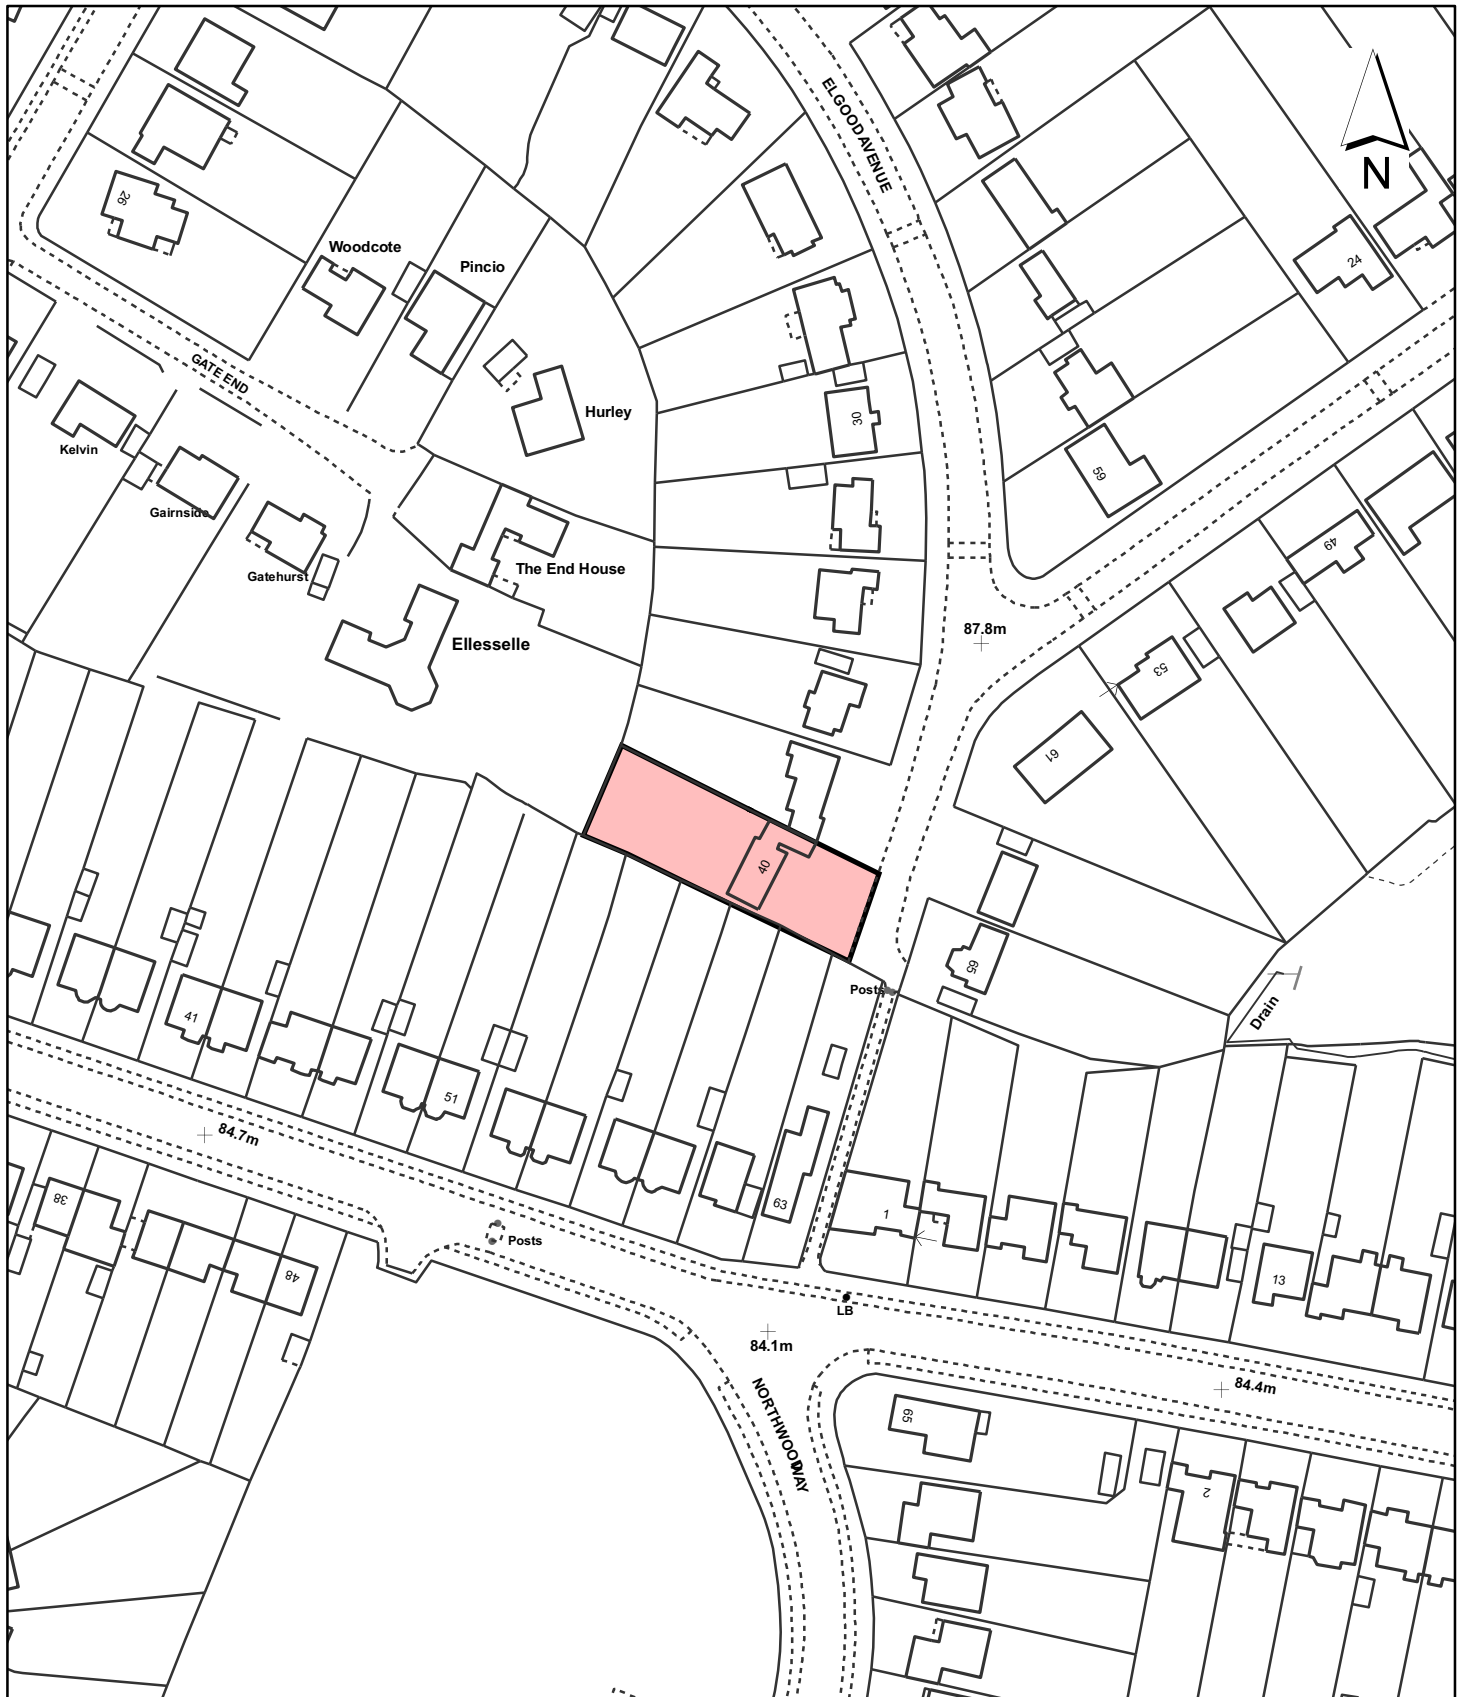 ELGOOD AVENUE
N
26
Woodcote
Pincio
24
GATE END
Hurley
30
Kelvin
59
Gairnside
49
Gatehurst
The End House
87.8m
Ellesselle
53
61
40
65
Posts
Drain
41
51
84.7m
38
63
1
Posts
48
13
LB
84.1m
84.4m
NORTHWOOD WAY
65
2